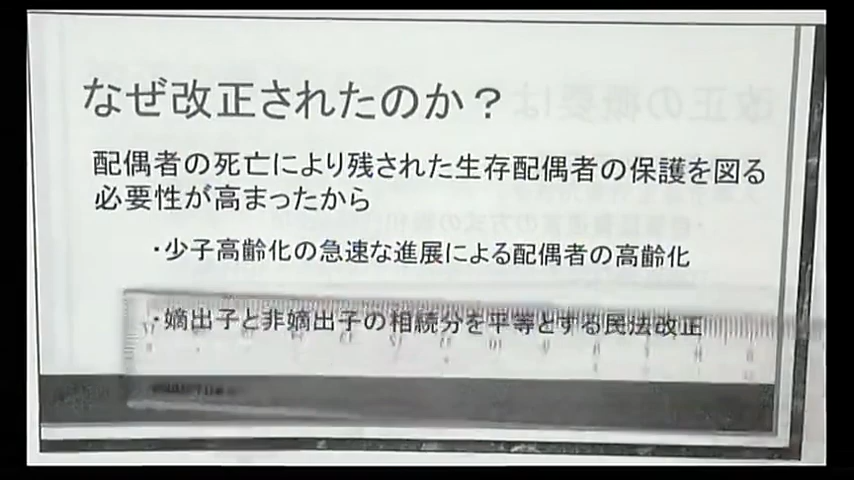 なぜ改正されたのか？
配偶者の死亡により残された生存配偶者の保護を図る
必要性が高まったから
・少子高齢化の急速な進展による配偶者の高齢化
・嫡出子と非嫡出子の相続分を平等とする民法改正